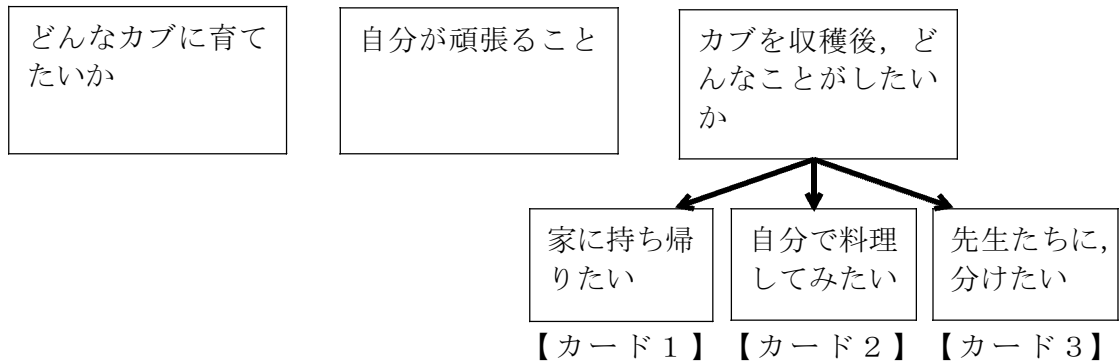 どんなカブに育て
たいか
自分が頑張ること
カブを収穫後，ど
んなことがしたい
か
家に持ち帰
りたい
自分で料理
してみたい
先生たちに，
分けたい
【カード１】
【カード２】
【カード３】